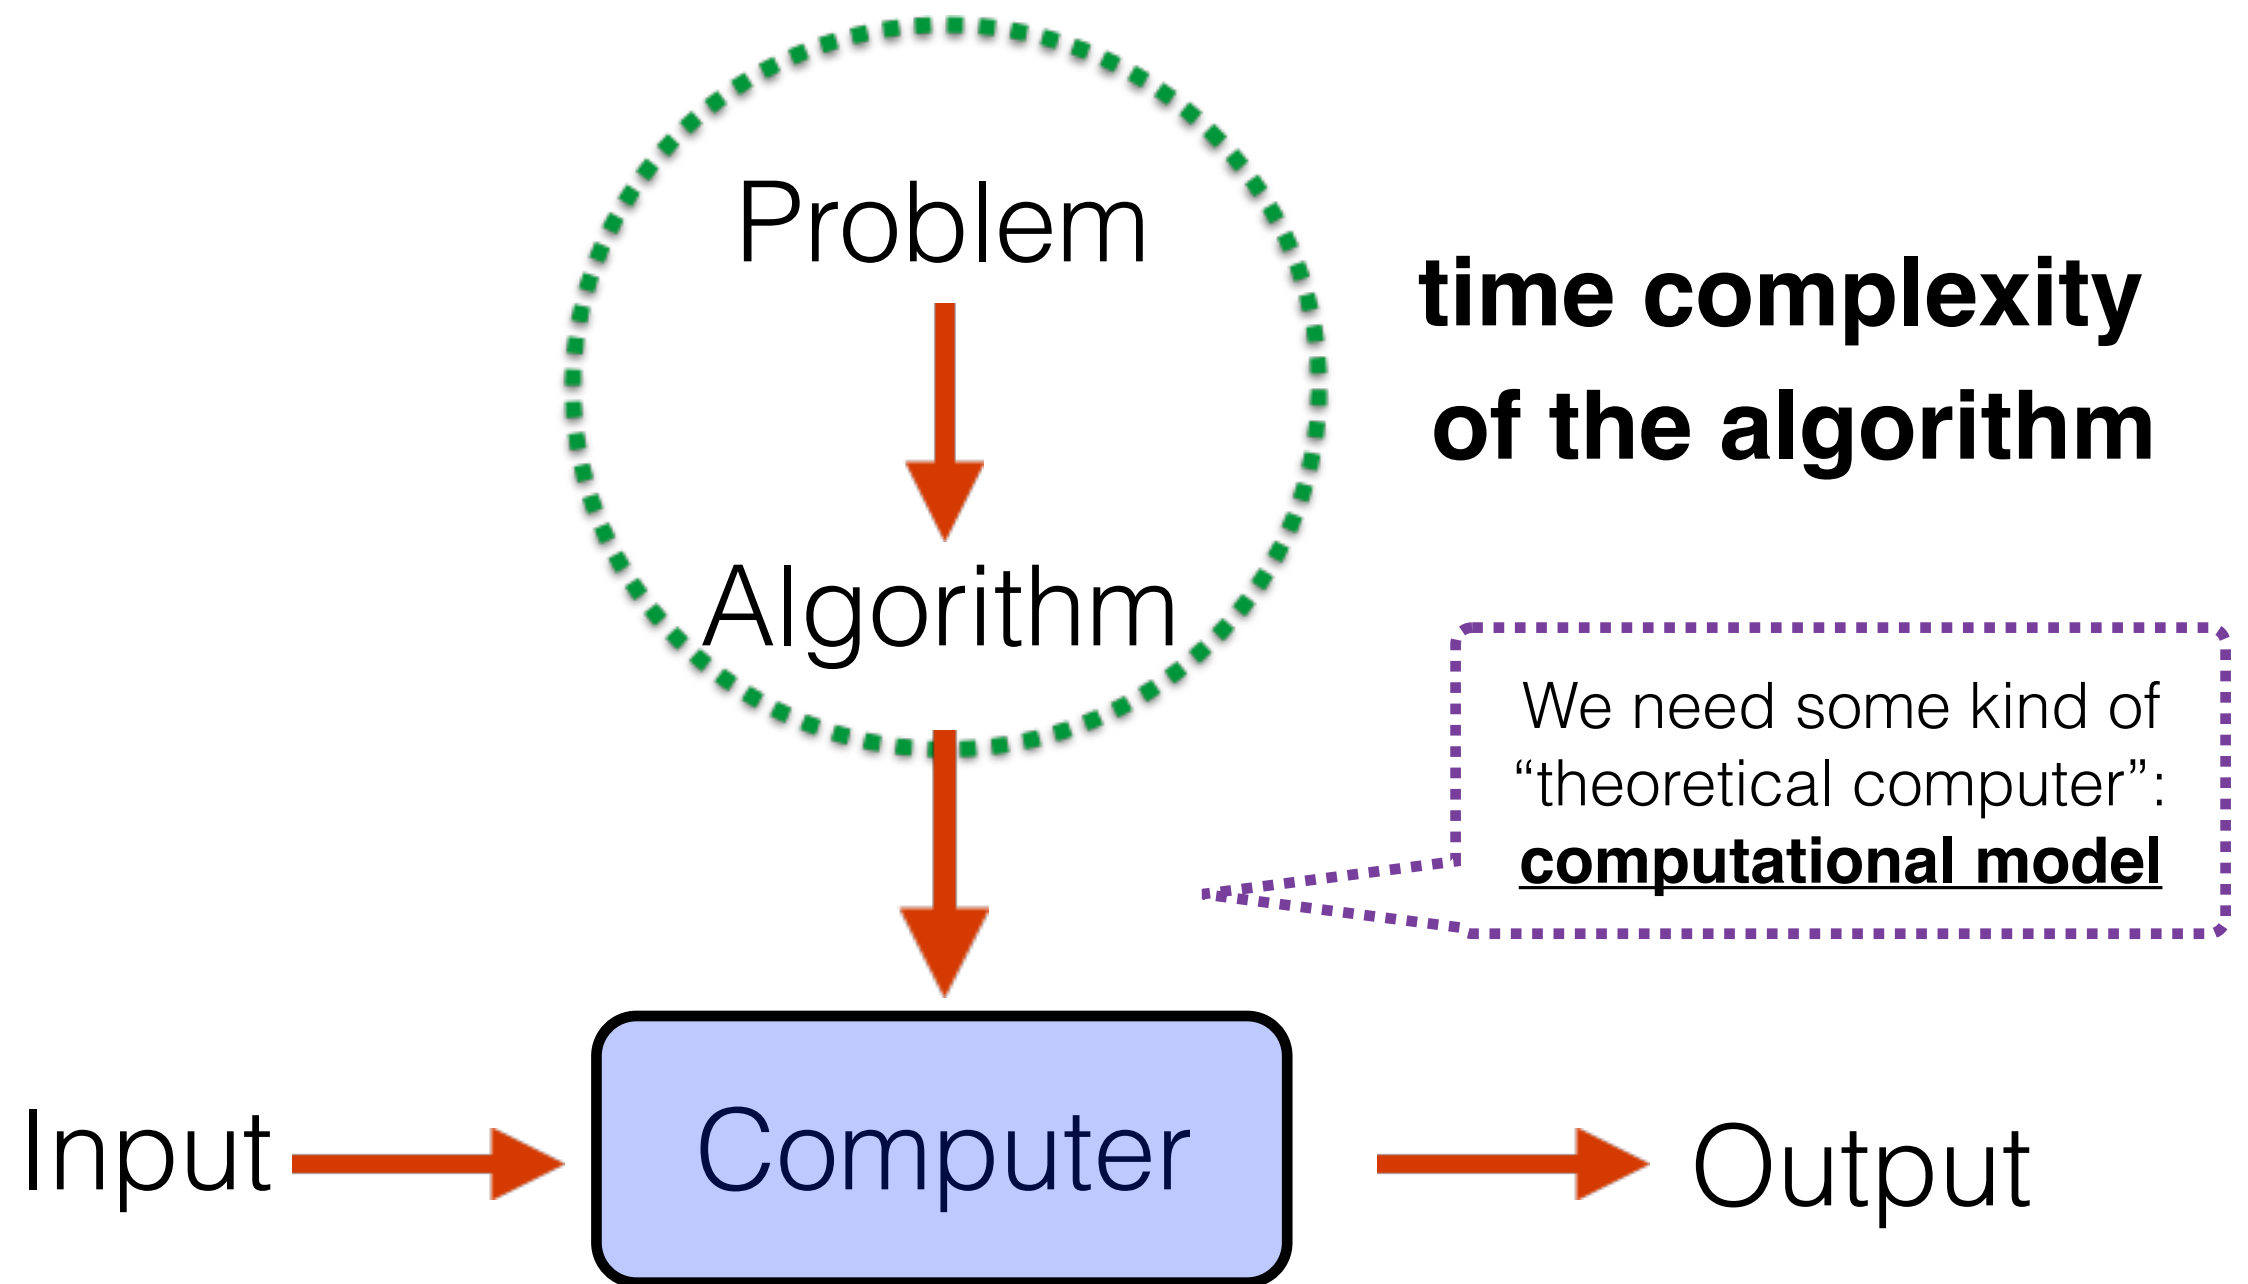 Problem
time complexity
of the algorithm
Algorithm
We need some kind of
“theoretical computer”:
computational model
Input
Computer
Output